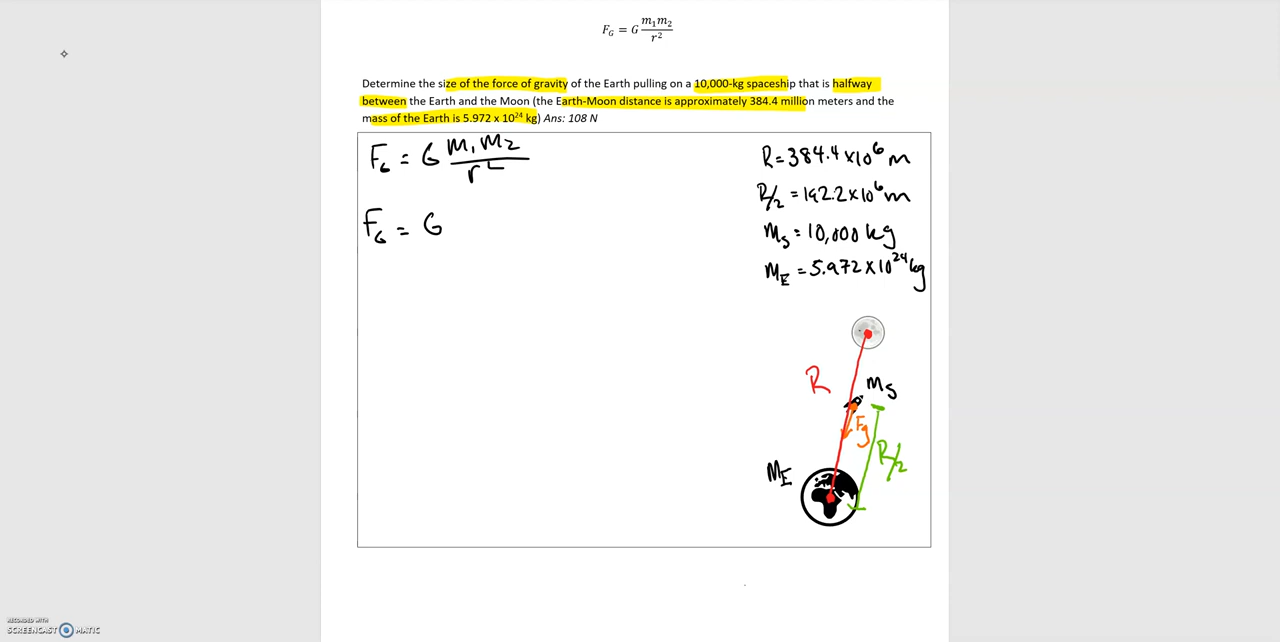 F_G = G m₁m₂ / r²
Determine the size of the force of gravity of the Earth pulling on a 10,000-kg spaceship that is halfway
between the Earth and the Moon (the Earth-Moon distance is approximately 384.4 million meters and the
mass of the Earth is 5.972 x 10²⁴ kg) Ans: 108 N
F_G = G m₁m₂ / r²
R = 384.4 x 10⁶ m
R/2 = 192.2 x 10⁶ m
F_G = G
m_s = 10,000 kg
M_E = 5.972 x 10²⁴ kg
R
m_s
Fg
R/2
M_E
RECORDED WITH
SCREENCAST MATIC